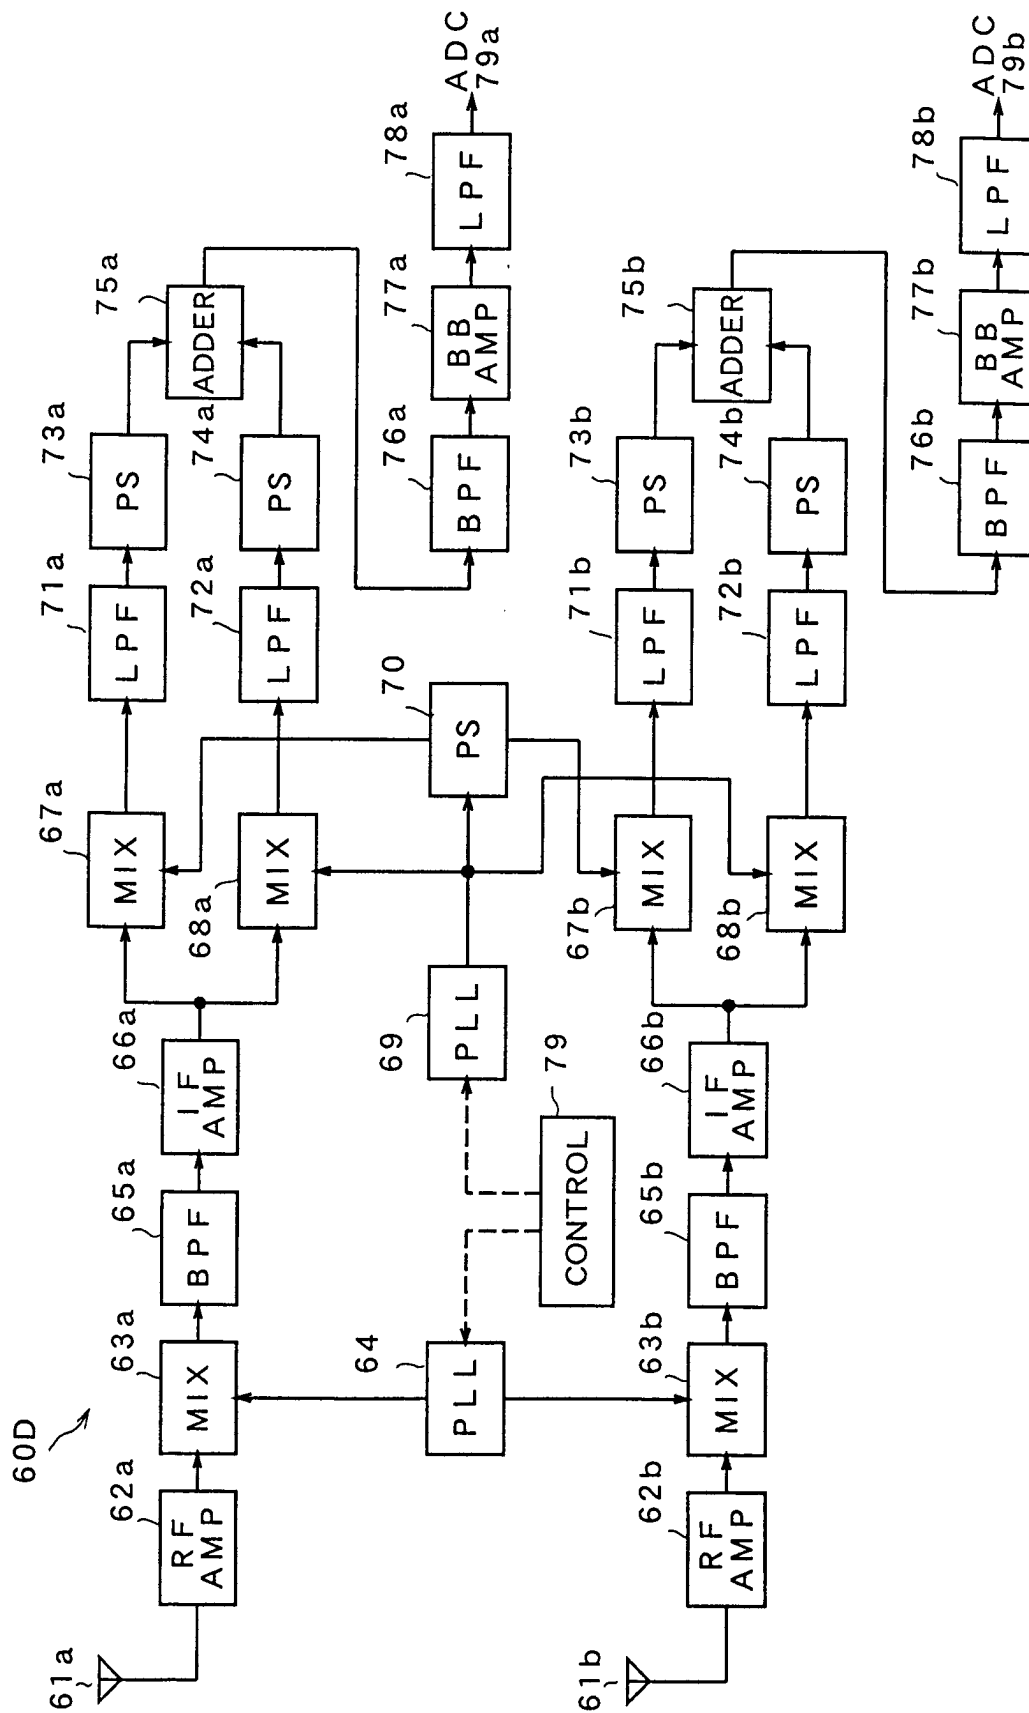 60D
61a
62a
RF
AMP
63a
MIX
65a
BPF
66a
IF
AMP
67a
MIX
68a
MIX
71a
LPF
72a
LPF
73a
PS
74a
PS
75a
ADDER
76a
BPF
77a
BB
AMP
78a
LPF
ADC
79a
64
PLL
69
PLL
70
PS
79
CONTROL
61b
62b
RF
AMP
63b
MIX
65b
BPF
66b
IF
AMP
67b
MIX
68b
MIX
71b
LPF
72b
LPF
73b
PS
74b
PS
75b
ADDER
76b
BPF
77b
BB
AMP
78b
LPF
ADC
79b